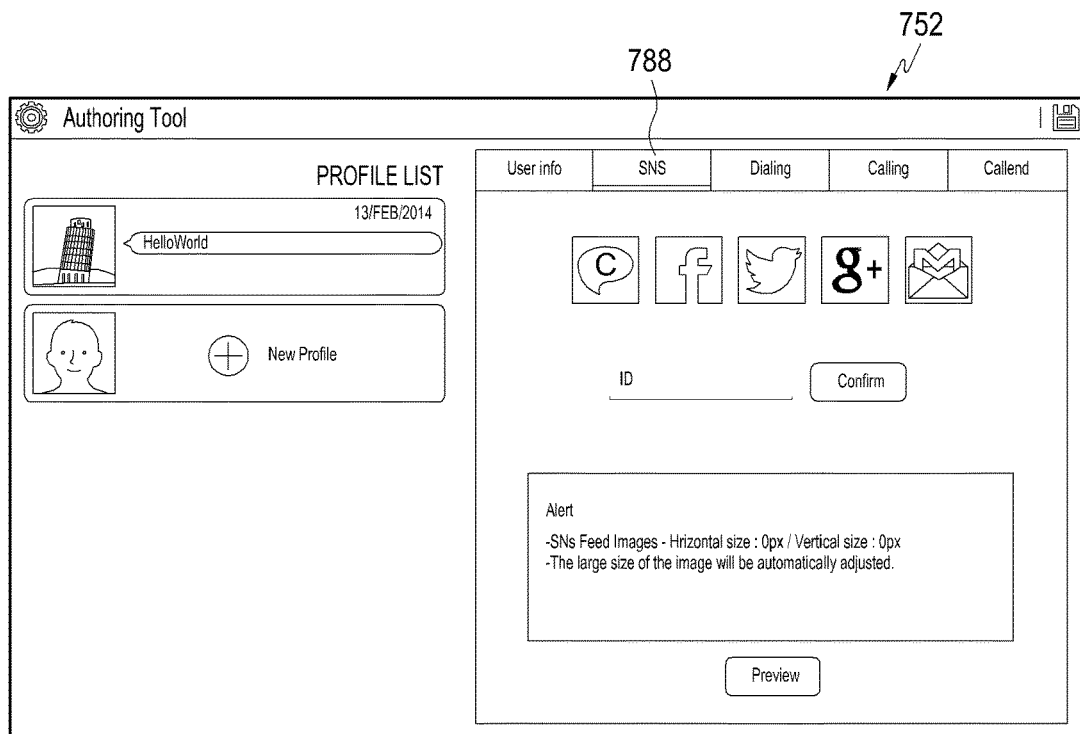 752
788
Authoring Tool
PROFILE LIST
13/FEB/2014
HelloWorld
New Profile
User info SNS Dialing Calling Callend
C f g+ M
ID
Confirm
Alert
-SNs Feed Images - Hrizontal size : 0px / Vertical size : 0px
-The large size of the image will be automatically adjusted.
Preview